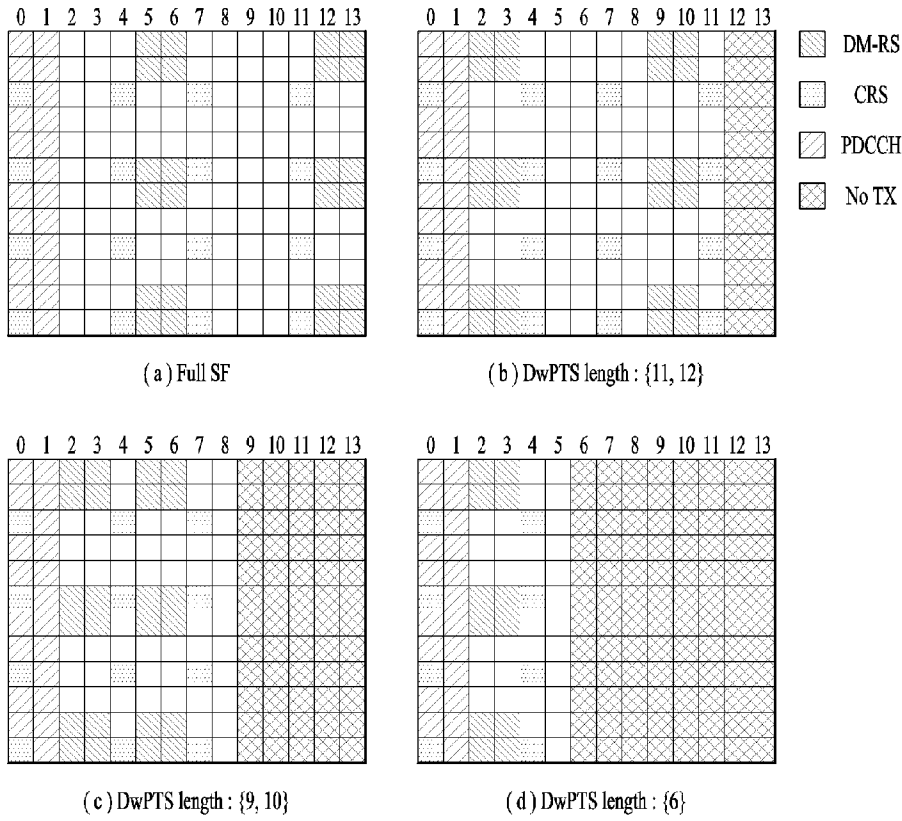 0 1 2 3 4 5 6 7 8 9 10 11 12 13
0 1 2 3 4 5 6 7 8 9 10 11 12 13
DM-RS
CRS
PDCCH
No TX
( a ) Full SF
( b ) DwPTS length : {11, 12}
0 1 2 3 4 5 6 7 8 9 10 11 12 13
0 1 2 3 4 5 6 7 8 9 10 11 12 13
( c ) DwPTS length : {9, 10}
( d ) DwPTS length : {6}